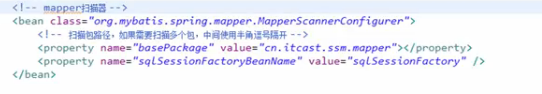 <!-- mapper扫描器 -->
<bean class="org.mybatis.spring.mapper.MapperScannerConfigurer">
<!-- 扫描包路径，如果需要扫描多个包，中间使用半角逗号隔开 -->
<property name="basePackage" value="cn.itcast.ssm.mapper"></property>
<property name="sqlSessionFactoryBeanName" value="sqlSessionFactory" />
</bean>